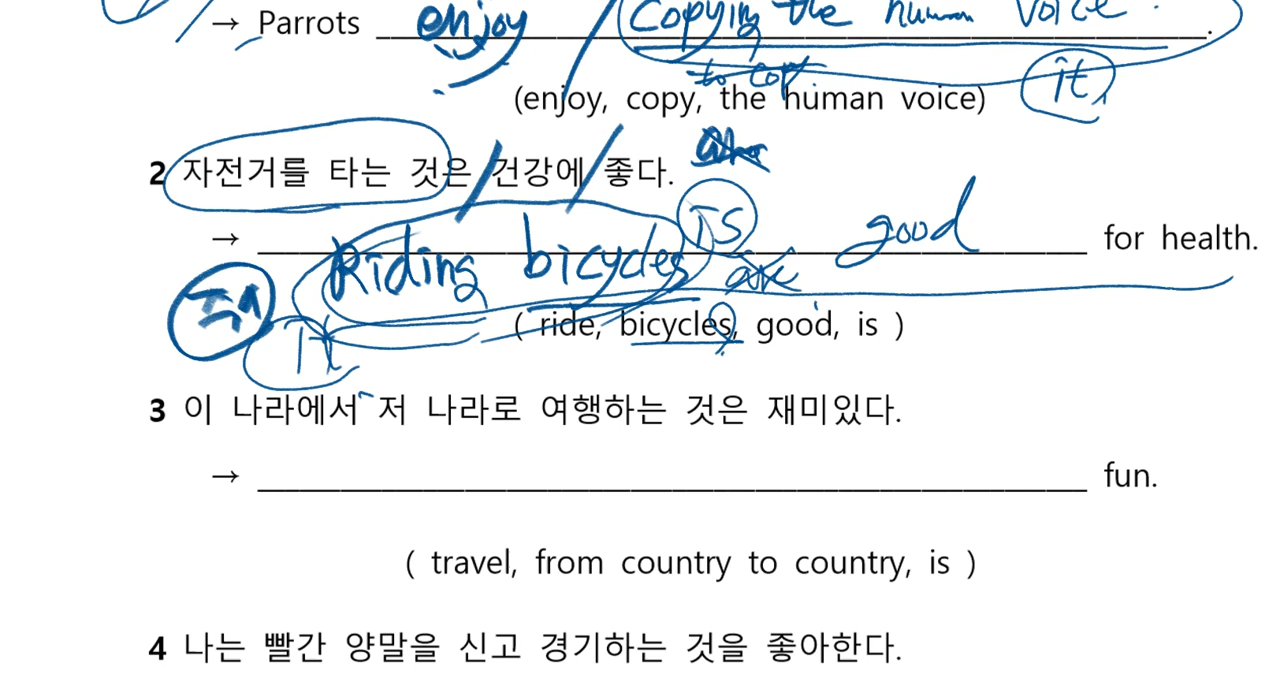 → Parrots enjoy / Copying the human voice.
to cop
(enjoy, copy, the human voice) it
2 자전거를 타는 것은 / 건강에 / 좋다.
→ Riding bicycles is are good for health.
( ride, bicycles, good, is )
It
3 이 나라에서 저 나라로 여행하는 것은 재미있다.
→ fun.
( travel, from country to country, is )
4 나는 빨간 양말을 신고 경기하는 것을 좋아한다.